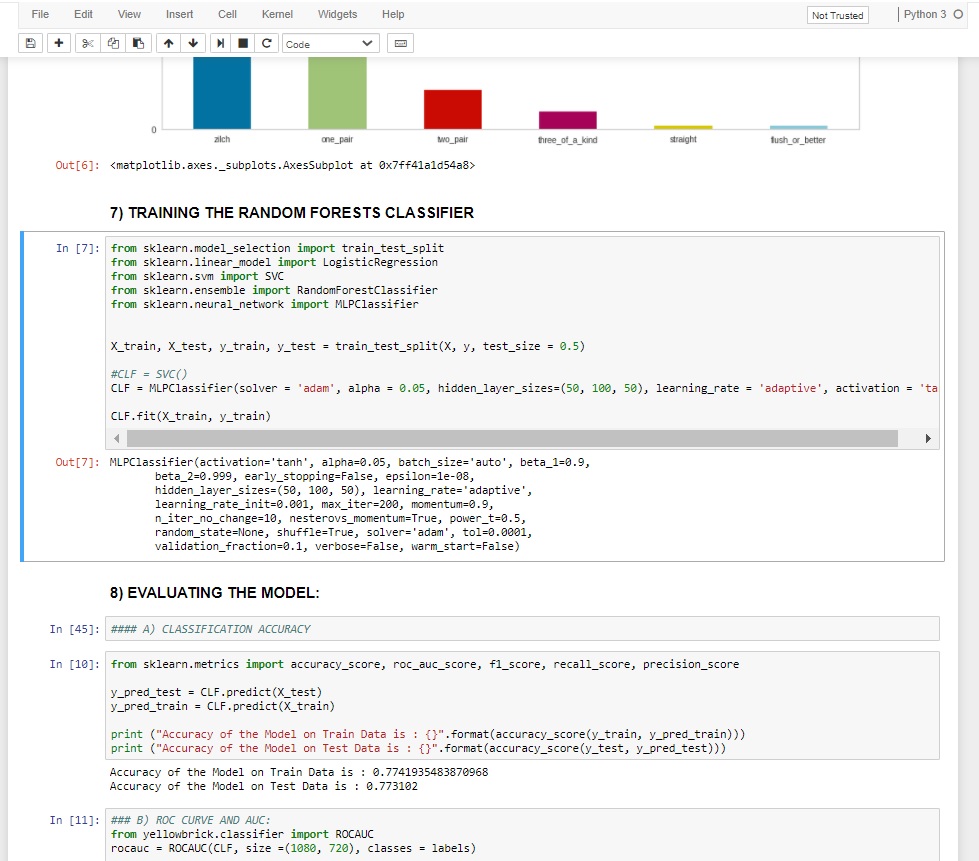 File Edit View Insert Cell Kernel Widgets Help Not Trusted Python 3
Code
0
zilch one_pair two_pair three_of_a_kind straight flush_or_better
Out[6]: <matplotlib.axes._subplots.AxesSubplot at 0x7ff41a1d54a8>
7) TRAINING THE RANDOM FORESTS CLASSIFIER
In [7]: from sklearn.model_selection import train_test_split
from sklearn.linear_model import LogisticRegression
from sklearn.svm import SVC
from sklearn.ensemble import RandomForestClassifier
from sklearn.neural_network import MLPClassifier
X_train, X_test, y_train, y_test = train_test_split(X, y, test_size = 0.5)
#CLF = SVC()
CLF = MLPClassifier(solver = 'adam', alpha = 0.05, hidden_layer_sizes=(50, 100, 50), learning_rate = 'adaptive', activation = 'ta
CLF.fit(X_train, y_train)
Out[7]: MLPClassifier(activation='tanh', alpha=0.05, batch_size='auto', beta_1=0.9,
beta_2=0.999, early_stopping=False, epsilon=1e-08,
hidden_layer_sizes=(50, 100, 50), learning_rate='adaptive',
learning_rate_init=0.001, max_iter=200, momentum=0.9,
n_iter_no_change=10, nesterovs_momentum=True, power_t=0.5,
random_state=None, shuffle=True, solver='adam', tol=0.0001,
validation_fraction=0.1, verbose=False, warm_start=False)
8) EVALUATING THE MODEL:
In [45]: #### A) CLASSIFICATION ACCURACY
In [10]: from sklearn.metrics import accuracy_score, roc_auc_score, f1_score, recall_score, precision_score
y_pred_test = CLF.predict(X_test)
y_pred_train = CLF.predict(X_train)
print ("Accuracy of the Model on Train Data is : {}".format(accuracy_score(y_train, y_pred_train)))
print ("Accuracy of the Model on Test Data is : {}".format(accuracy_score(y_test, y_pred_test)))
Accuracy of the Model on Train Data is : 0.7741935483870968
Accuracy of the Model on Test Data is : 0.773102
In [11]: ### B) ROC CURVE AND AUC:
from yellowbrick.classifier import ROCAUC
rocauc = ROCAUC(CLF, size =(1080, 720), classes = labels)